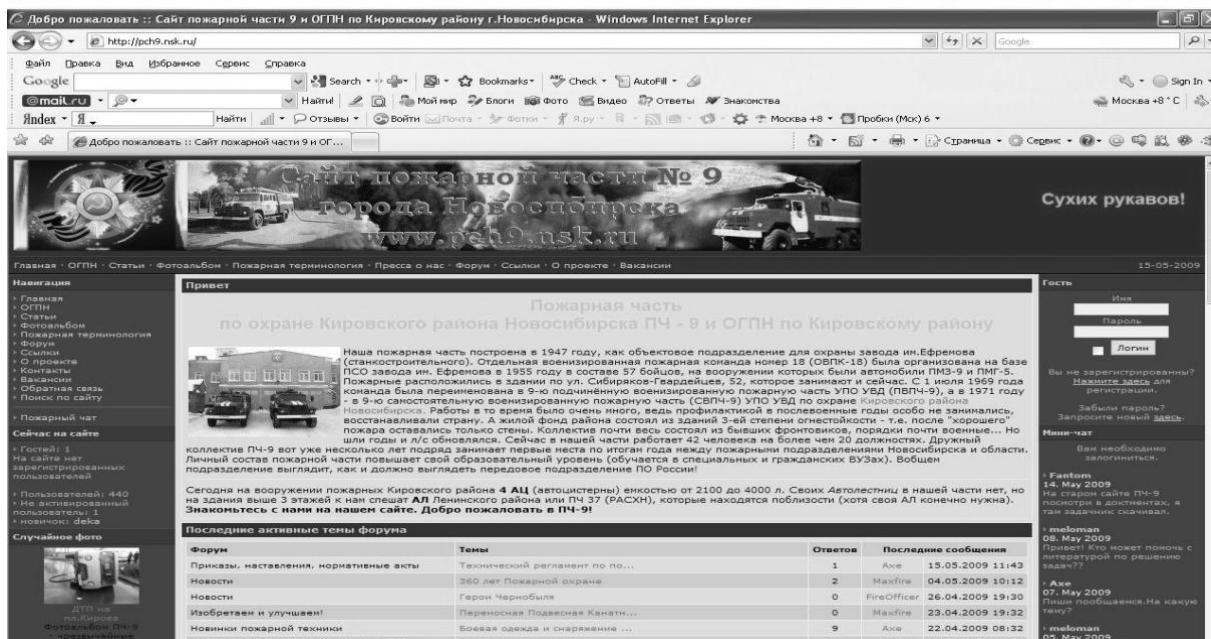 Добро пожаловать :: Сайт пожарной части 9 и ОГПН по Кировскому району г.Новосибирска - Windows Internet Explorer
http://pch9.nsk.ru/
Google
Файл Правка Вид Избранное Сервис Справка
Google Search Bookmarks Check AutoFill Sign In
@mail.ru Найти! Мой мир Блоги Фото Видео Ответы Знакомства Москва +8°C
Яndex Я Найти Отзывы Войти Почта Фотки Я.ру Москва +8 Пробки (Мск) 6
Добро пожаловать :: Сайт пожарной части 9 и ОГ...
Страница Сервис
Сайт пожарной части № 9
города Новосибирска
www.pch9.nsk.ru
Сухих рукавов!
Главная · ОГПН · Статьи · Фотоальбом · Пожарная терминология · Пресса о нас · Форум · Ссылки · О проекте · Вакансии
15-05-2009
Навигация
Главная
ОГПН
Статьи
Фотоальбом
Пожарная терминология
Форум
Ссылки
О проекте
Контакты
Вакансии
Обратная связь
Поиск по сайту
Пожарный чат
Сейчас на сайте
Гостей: 1
На сайте нет
зарегистрированных
пользователей
Пользователей: 440
Не активированный
пользователь: 1
новичок: deka
Случайное фото
ДТП на
пл.Кирова
Фотоальбом ПЧ-9
- чрезвычайные
Привет
Пожарная часть
по охране Кировского района Новосибирска ПЧ - 9 и ОГПН по Кировскому району
Наша пожарная часть построена в 1947 году, как объектовое подразделение для охраны завода им.Ефремова
(станкостроительного). Отдельная военизированная пожарная команда номер 18 (ОВПК-18) была организована на базе
ПСО завода им. Ефремова в 1955 году в составе 57 бойцов, на вооружении которых были автомобили ПМЗ-9 и ПМГ-5.
Пожарные расположились в здании по ул. Сибиряков-Гвардейцев, 52, которое занимают и сейчас. С 1 июля 1969 года
команда была переименована в 9-ю подчинённую военизированную пожарную часть УПО УВД (ПВПЧ-9), а в 1971 году
- в 9-ю самостоятельную военизированную пожарную часть (СВПЧ-9) УПО УВД по охране Кировского района
Новосибирска. Работы в то время было очень много, ведь профилактикой в послевоенные годы особо не занимались,
восстанавливали страну. А жилой фонд района состоял из зданий 3-ей степени огнестойкости - т.е. после "хорошего"
пожара оставались только стены. Коллектив почти весь состоял из бывших фронтовиков, порядки почти военные... Но
шли годы и л/с обновлялся. Сейчас в нашей части работает 42 человека на более чем 20 должностях. Дружный
коллектив ПЧ-9 вот уже несколько лет подряд занимает первые места по итогам года между пожарными подразделениями Новосибирска и области.
Личный состав пожарной части повышает свой образовательный уровень (обучается в специальных и гражданских ВУЗах). Вобщем
подразделение выглядит, как и должно выглядеть передовое подразделение ПО России!
Сегодня на вооружении пожарных Кировского района 4 АЦ (автоцистерны) емкостью от 2100 до 4000 л. Своих Автолестниц в нашей части нет, но
на здания выше 3 этажей к нам спешат АЛ Ленинского района или ПЧ 37 (РАСХН), которые находятся поблизости (хотя своя АЛ конечно нужна).
Знакомьтесь с нами на нашем сайте. Добро пожаловать в ПЧ-9!
Последние активные темы форума
Форум Темы Ответов Последние сообщения
Приказы, наставления, нормативные акты Технический регламент по по... 1 Axe 15.05.2009 11:43
Новости 360 лет Пожарной охране 2 Maxfire 04.05.2009 10:12
Новости Герои Чернобыля 0 FireOfficer 26.04.2009 19:30
Изобретаем и улучшаем! Переносная Подвесная Канатн... 0 Maxfire 23.04.2009 19:32
Новинки пожарной техники Боевая одежда и снаряжение ... 9 Axe 22.04.2009 08:32
Гость
Имя
Пароль
Логин
Вы не зарегистрированны?
Нажмите здесь для
регистрации.
Забыли пароль?
Запросите новый здесь.
Мини-чат
Вам необходимо
залогиниться.
Fantom
14. May 2009
На старом сайте ПЧ-9
посмотри в документах, я
там задачник скачивал.
meloman
08. May 2009
Привет! Кто может помочь с
литературой по решению
задач??
Axe
07. May 2009
Пиши пообщаемся.На какую
тему?
meloman
05. May 2009